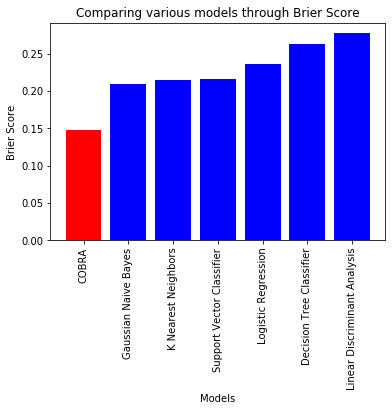 Comparing various models through Brier Score
Brier Score
0.25
0.20
0.15
0.10
0.05
0.00
COBRA
Gaussian Naive Bayes
K Nearest Neighbors
Support Vector Classifier
Logistic Regression
Decision Tree Classifier
Linear Discriminant Analysis
Models